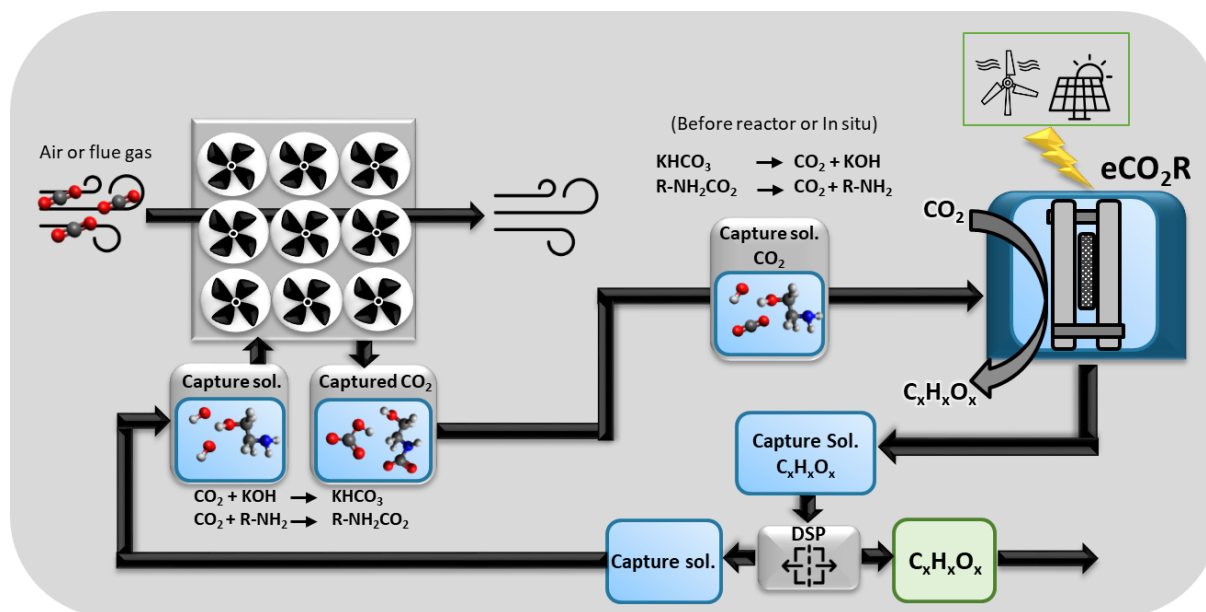 Air or flue gas
(Before reactor or In situ)
KHCO₃ → CO₂ + KOH
R-NH₂CO₂ → CO₂ + R-NH₂
eCO₂R
CO₂
CₓHₓOₓ
Capture sol.
CO₂
Capture sol.
Captured CO₂
CO₂ + KOH → KHCO₃
CO₂ + R-NH₂ → R-NH₂CO₂
Capture Sol.
CₓHₓOₓ
DSP
Capture sol.
CₓHₓOₓ